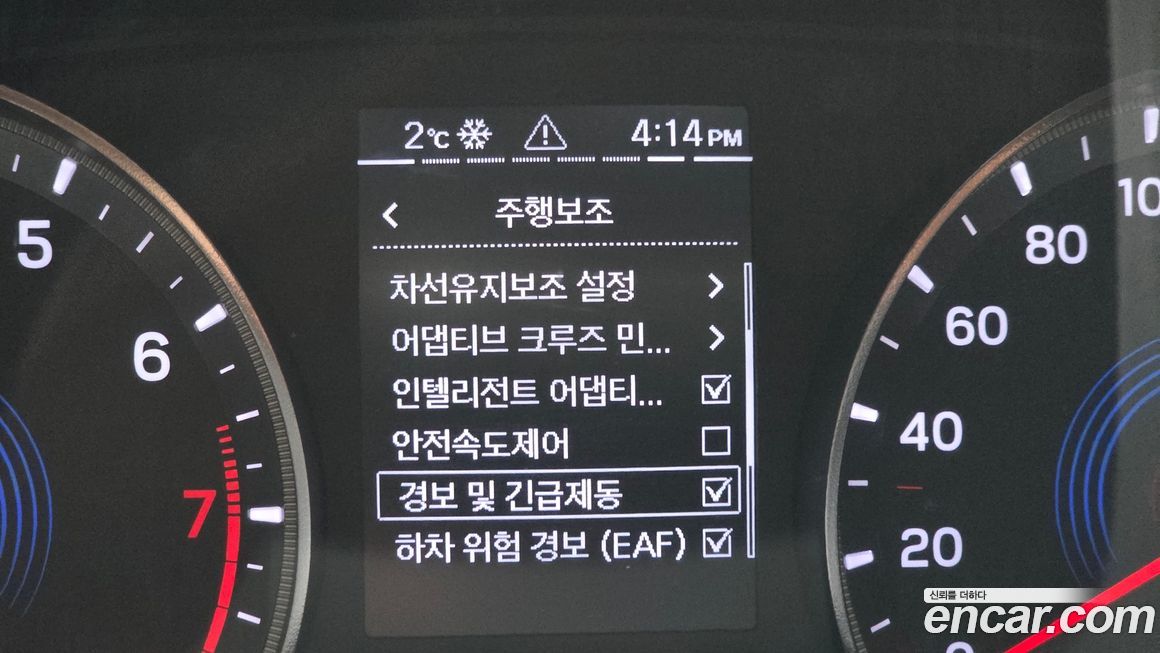 2℃ 4:14 PM
주행보조
차선유지보조 설정
어댑티브 크루즈 민...
인텔리전트 어댑티...
안전속도제어
경보 및 긴급제동
하차 위험 경보 (EAF)
5
6
7
100
80
60
40
20
0
신뢰를 더하다
encar.com